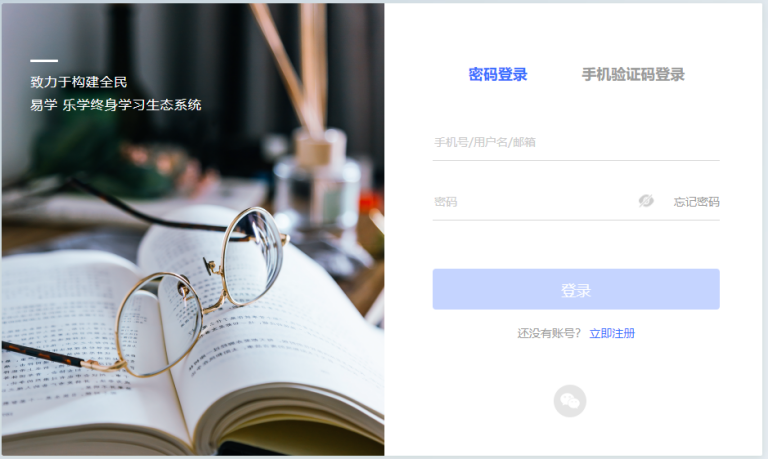 致力于构建全民
易学 乐学终身学习生态系统
密码登录 手机验证码登录
手机号/用户名/邮箱
密码 忘记密码
登录
还没有账号? 立即注册